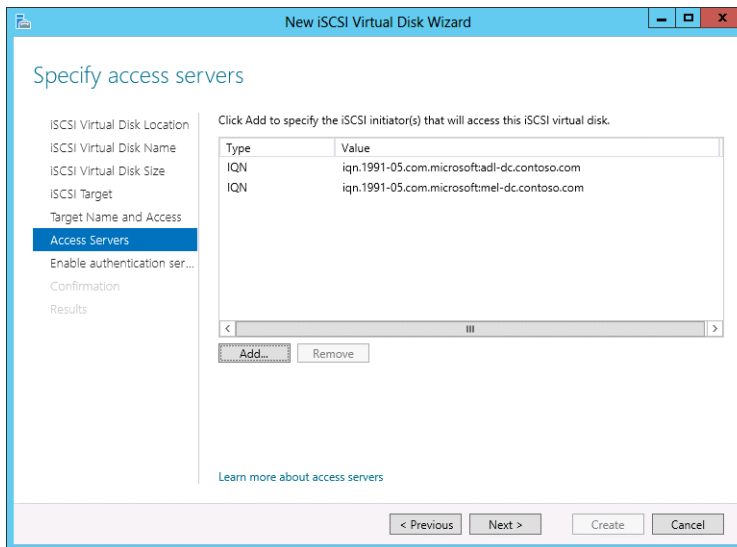 New iSCSI Virtual Disk Wizard
Specify access servers
iSCSI Virtual Disk Location
iSCSI Virtual Disk Name
iSCSI Virtual Disk Size
iSCSI Target
Target Name and Access
Access Servers
Enable authentication ser...
Confirmation
Results
Click Add to specify the iSCSI initiator(s) that will access this iSCSI virtual disk.
Type Value
IQN iqn.1991-05.com.microsoft:adl-dc.contoso.com
IQN iqn.1991-05.com.microsoft:mel-dc.contoso.com
Add... Remove
Learn more about access servers
< Previous Next > Create Cancel